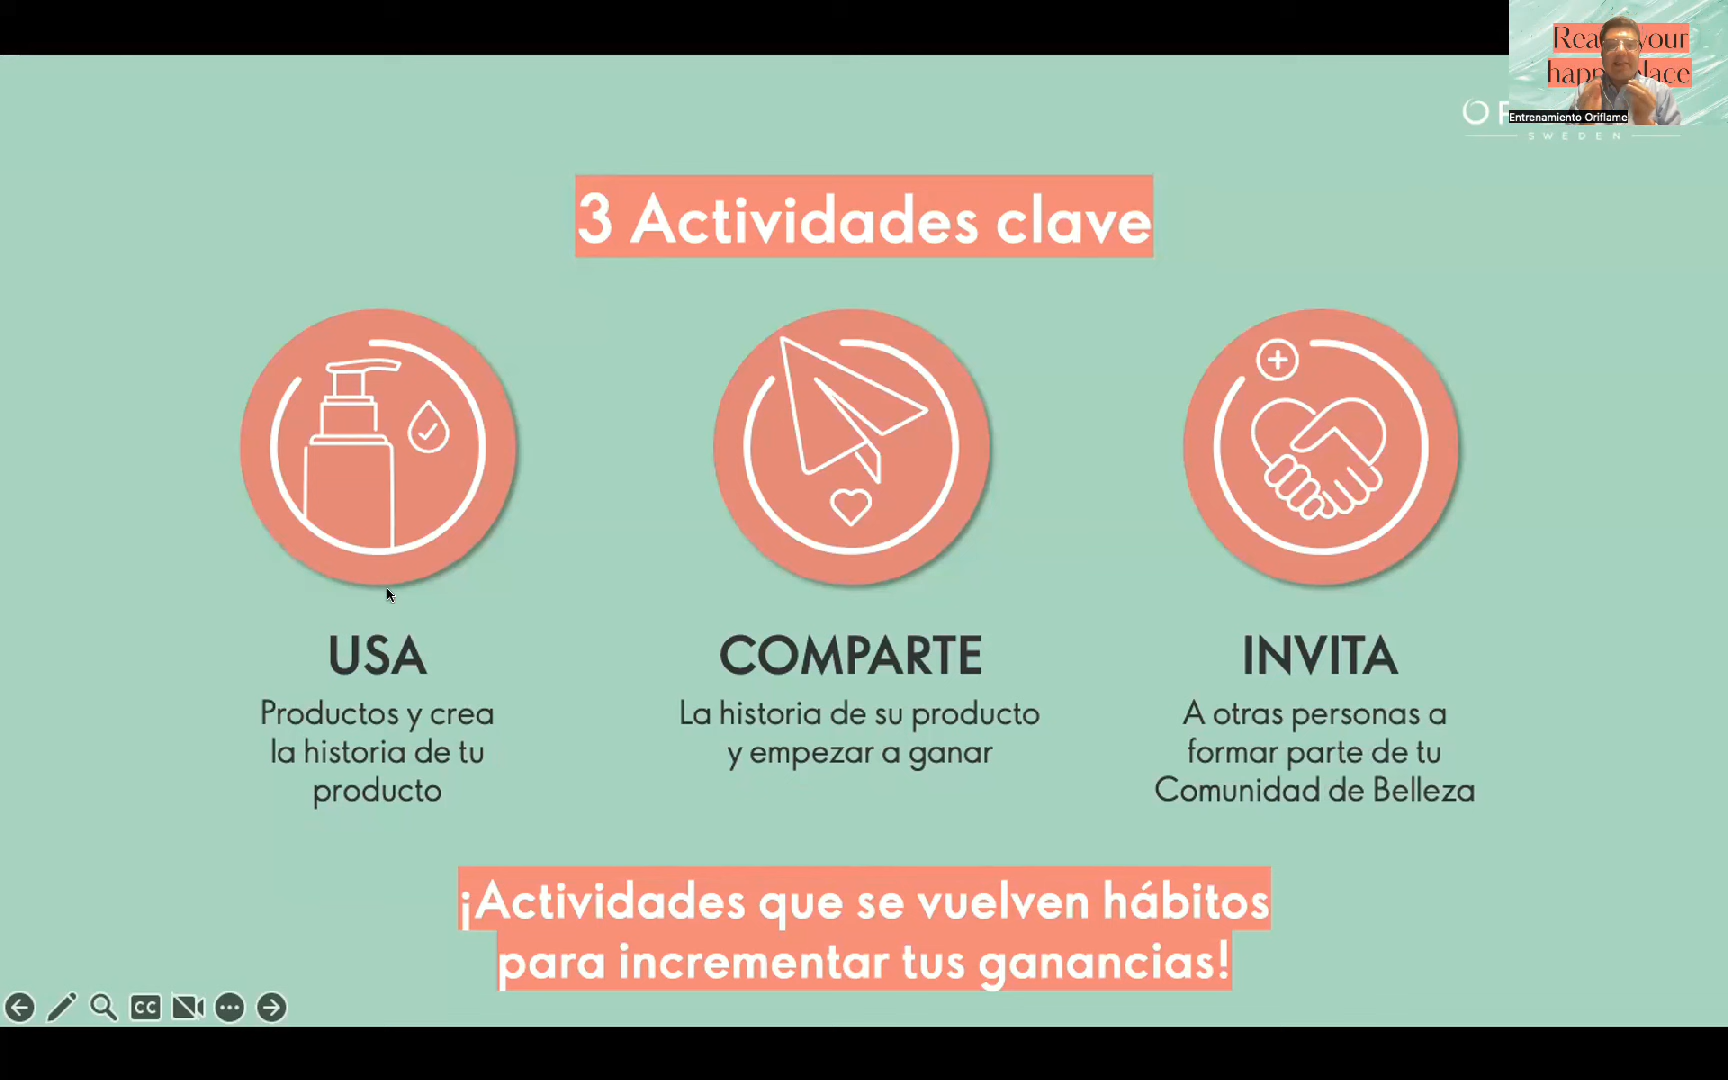 your
Entrenamiento Oriflame
SWEDEN
3 Actividades clave
USA
Productos y crea
la historia de tu
producto
COMPARTE
La historia de su producto
y empezar a ganar
INVITA
A otras personas a
formar parte de tu
Comunidad de Belleza
¡Actividades que se vuelven hábitos
para incrementar tus ganancias!
CC